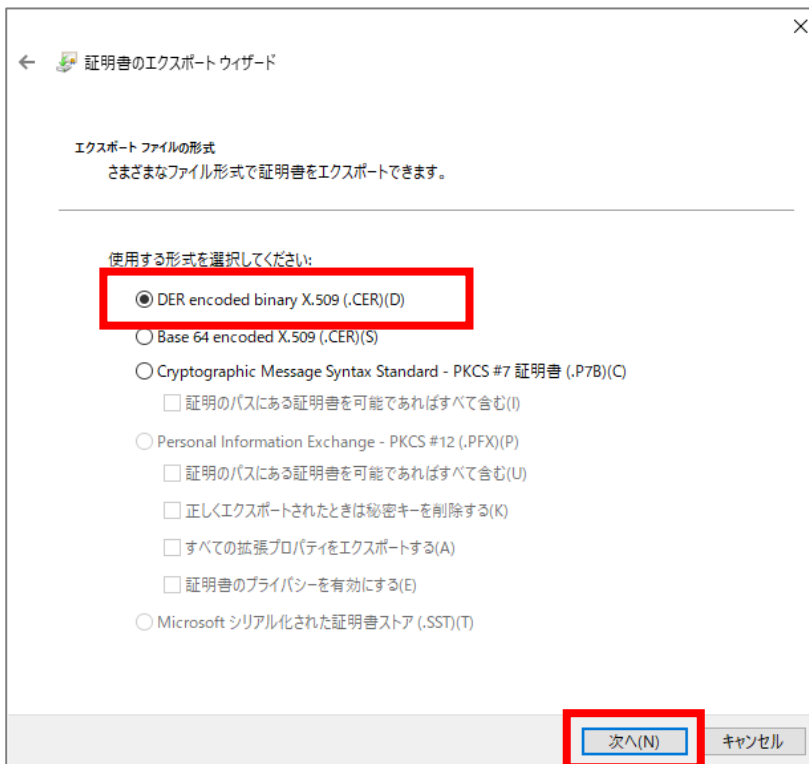 証明書のエクスポート ウィザード
エクスポート ファイルの形式
さまざまなファイル形式で証明書をエクスポートできます。
使用する形式を選択してください:
DER encoded binary X.509 (.CER)(D)
Base 64 encoded X.509 (.CER)(S)
Cryptographic Message Syntax Standard - PKCS #7 証明書 (.P7B)(C)
証明のパスにある証明書を可能であればすべて含む(I)
Personal Information Exchange - PKCS #12 (.PFX)(P)
証明のパスにある証明書を可能であればすべて含む(U)
正しくエクスポートされたときは秘密キーを削除する(K)
すべての拡張プロパティをエクスポートする(A)
証明書のプライバシーを有効にする(E)
Microsoft シリアル化された証明書ストア (.SST)(T)
次へ(N) キャンセル